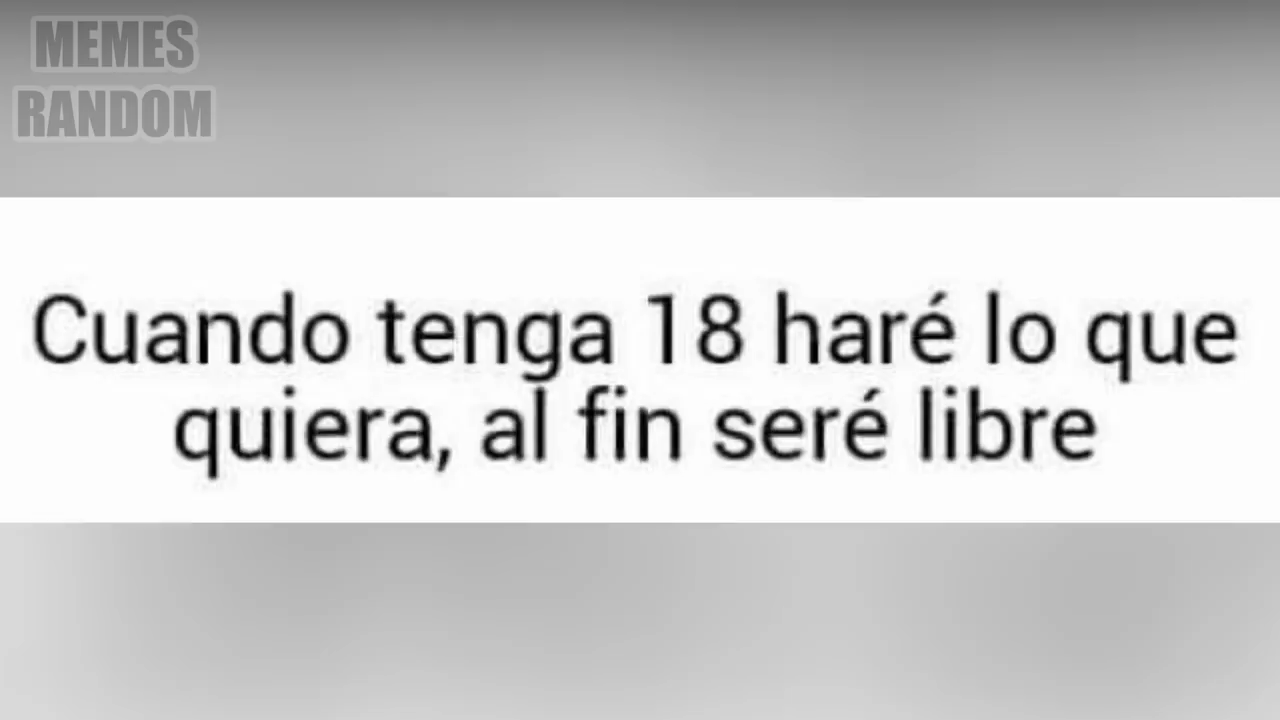 MEMES
RANDOM
Cuando tenga 18 haré lo que
quiera, al fin seré libre